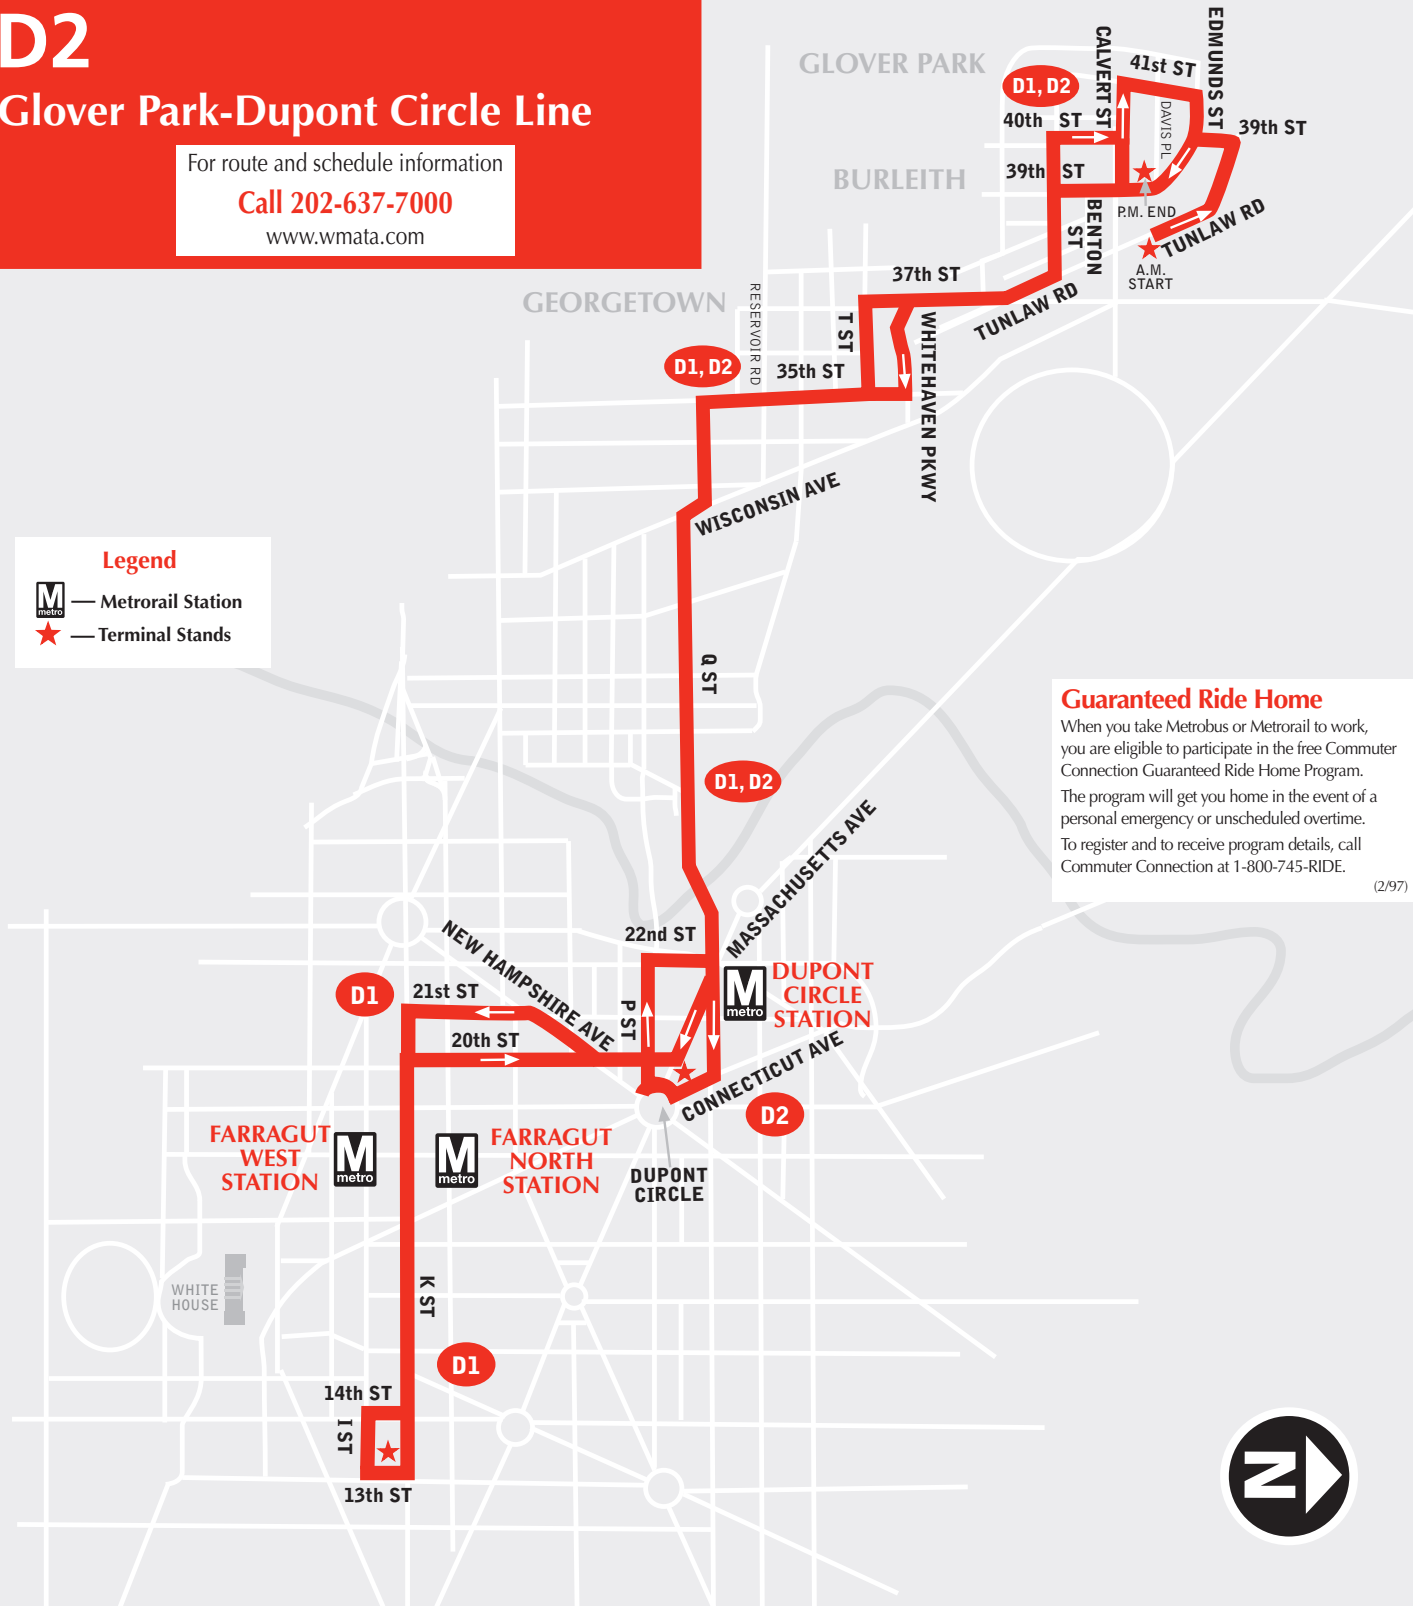 D2
Glover Park-Dupont Circle Line
For route and schedule information
Call 202-637-7000
www.wmata.com
GLOVER PARK
D1, D2
CALVERT ST
41st ST
EDMUNDS ST
40th ST
DAVIS PL
39th ST
BURLEITH
39th ST
P.M. END
BENTON
ST
TUNLAW RD
A.M.
START
37th ST
TUNLAW RD
GEORGETOWN
RESERVOIR RD
T ST
WHITEHAVEN PKWY
D1, D2
35th ST
WISCONSIN AVE
Legend
M
metro
— Metrorail Station
— Terminal Stands
Q ST
Guaranteed Ride Home
When you take Metrobus or Metrorail to work,
you are eligible to participate in the free Commuter
Connection Guaranteed Ride Home Program.
The program will get you home in the event of a
personal emergency or unscheduled overtime.
To register and to receive program details, call
Commuter Connection at 1-800-745-RIDE.
(2/97)
D1, D2
MASSACHUSETTS AVE
22nd ST
NEW HAMPSHIRE AVE
M
metro
DUPONT
CIRCLE
STATION
D1
21st ST
P ST
20th ST
CONNECTICUT AVE
D2
FARRAGUT
WEST
STATION
M
metro
M
metro
FARRAGUT
NORTH
STATION
DUPONT
CIRCLE
WHITE
HOUSE
K ST
D1
14th ST
I ST
13th ST
N